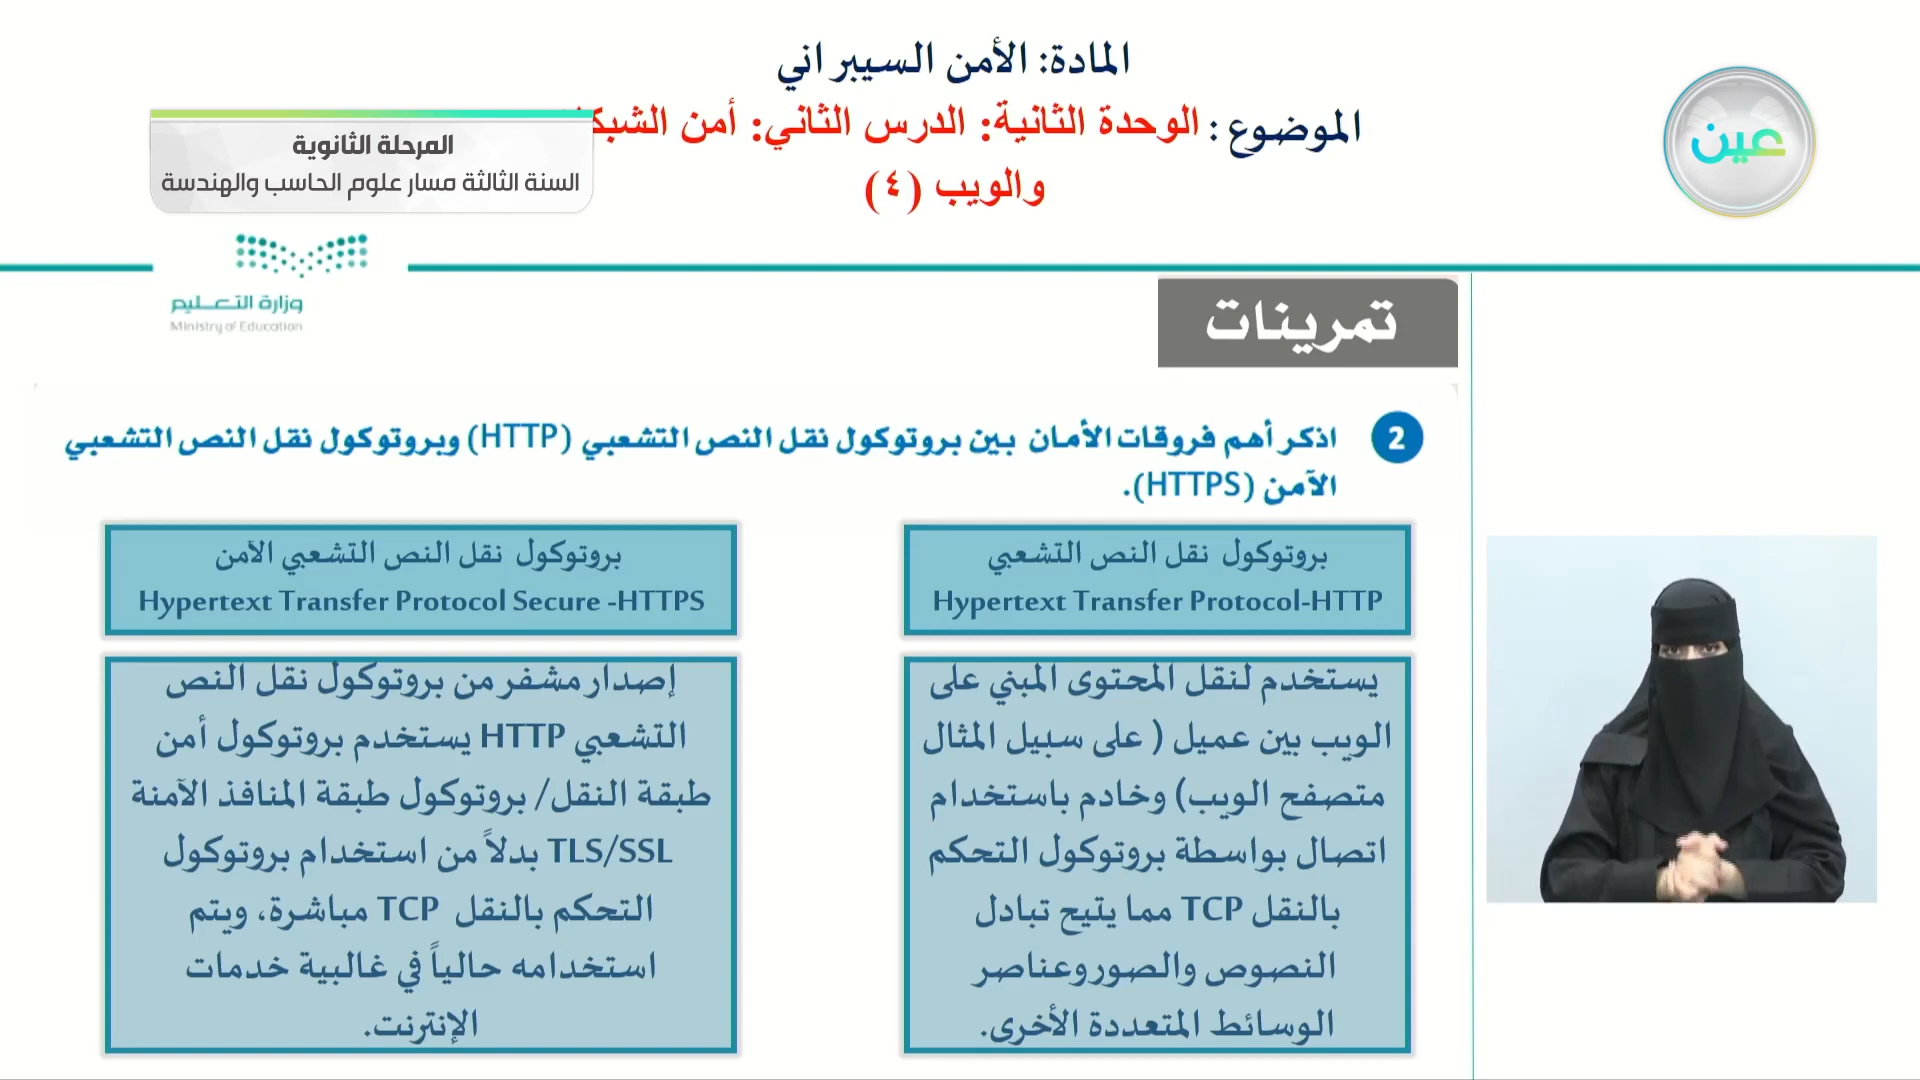 المادة: الأمن السيبراني
الموضوع : الوحدة الثانية: الدرس الثاني: أمن
والويب (٤)
المرحلة الثانوية
السنة الثالثة مسار علوم الحاسب والهندسة
عين
وزارة التعليم
Ministry of Education
تمرينات
2 اذكر أهم فروقات الأمان بين بروتوكول نقل النص التشعبي (HTTP) وبروتوكول نقل النص التشعبي
الآمن (HTTPS).
بروتوكول نقل النص التشعبي
Hypertext Transfer Protocol-HTTP
يستخدم لنقل المحتوى المبني على
الويب بين عميل ( على سبيل المثال
متصفح الويب) وخادم باستخدام
اتصال بواسطة بروتوكول التحكم
بالنقل TCP مما يتيح تبادل
النصوص والصور وعناصر
الوسائط المتعددة الأخرى.
بروتوكول نقل النص التشعبي الآمن
Hypertext Transfer Protocol Secure -HTTPS
إصدار مشفر من بروتوكول نقل النص
التشعبي HTTP يستخدم بروتوكول أمن
طبقة النقل/ بروتوكول طبقة المنافذ الآمنة
TLS/SSL بدلاً من استخدام بروتوكول
التحكم بالنقل TCP مباشرة، ويتم
استخدامه حالياً في غالبية خدمات
الإنترنت.